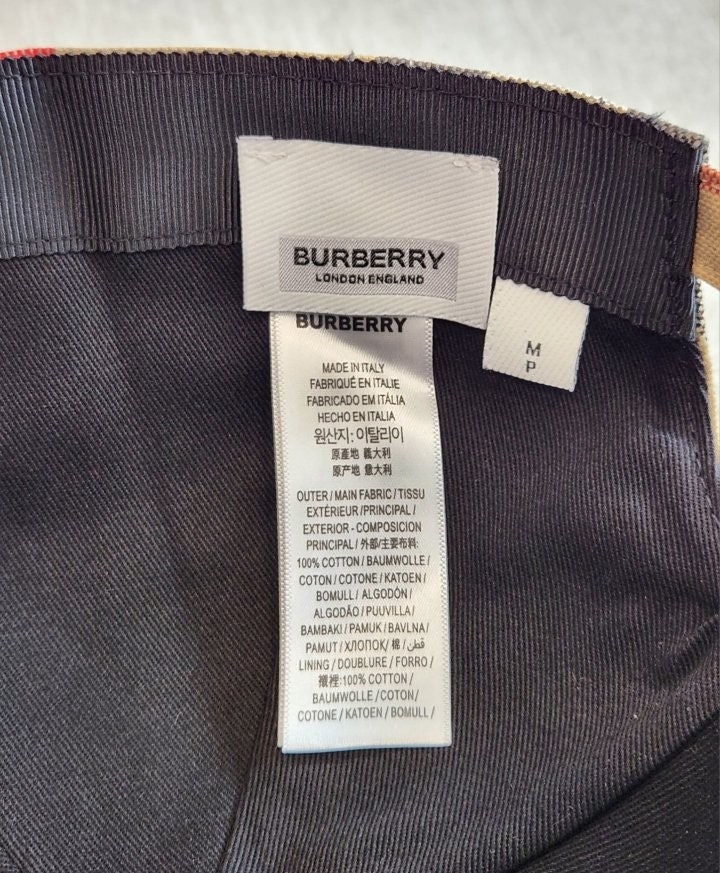 BURBERRY
LONDON ENGLAND
M
P
BURBERRY
MADE IN ITALY
FABRIQUÉ EN ITALIE
FABRICADO EM ITÁLIA
HECHO EN ITALIA
원산지: 이탈리아
原產地 義大利
原产地 意大利
OUTER / MAIN FABRIC / TISSU
EXTÉRIEUR /PRINCIPAL /
EXTERIOR - COMPOSICION
PRINCIPAL / 外部/主要布料:
100% COTTON / BAUMWOLLE /
COTON / COTONE / KATOEN /
BOMULL / ALGODÓN /
ALGODÃO / PUUVILLA /
BAMBAKI / PAMUK / BAVLNA /
PAMUT / ХЛОПОК/ 棉 / قطن/
LINING / DOUBLURE / FORRO /
襯裡:100% COTTON /
BAUMWOLLE / COTON /
COTONE / KATOEN / BOMULL /